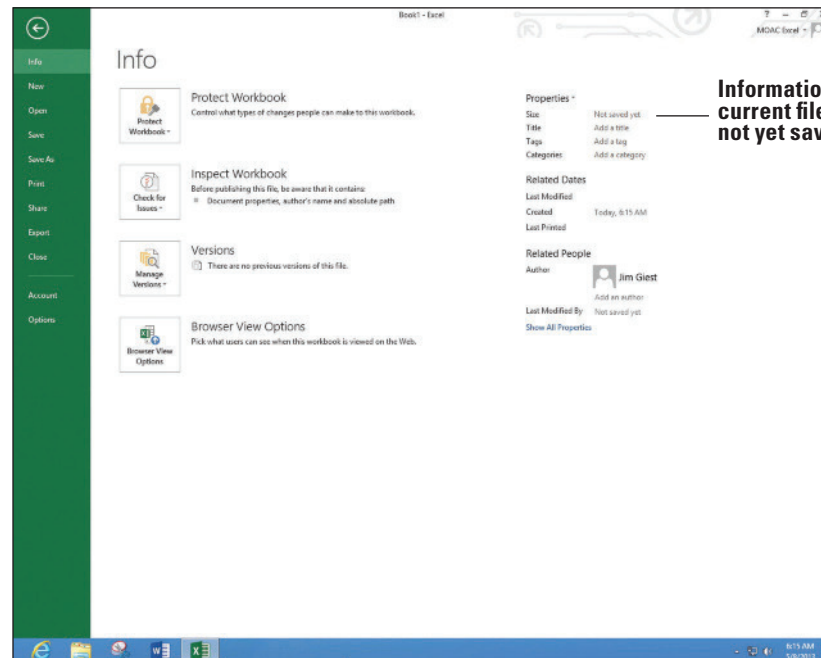 Book1 - Excel
?
MOAC Excel
Info
New
Open
Save
Save As
Print
Share
Export
Close
Account
Options
Info
Protect Workbook
Protect Workbook
Control what types of changes people can make to this workbook.
Check for Issues
Inspect Workbook
Before publishing this file, be aware that it contains:
Document properties, author's name and absolute path
Manage Versions
Versions
There are no previous versions of this file.
Browser View Options
Browser View Options
Pick what users can see when this workbook is viewed on the Web.
Properties
Size Not saved yet
Title Add a title
Tags Add a tag
Categories Add a category
Related Dates
Last Modified
Created Today, 6:15 AM
Last Printed
Related People
Author Jim Giest
Add an author
Last Modified By Not saved yet
Show All Properties
current
not yet
6:15 AM